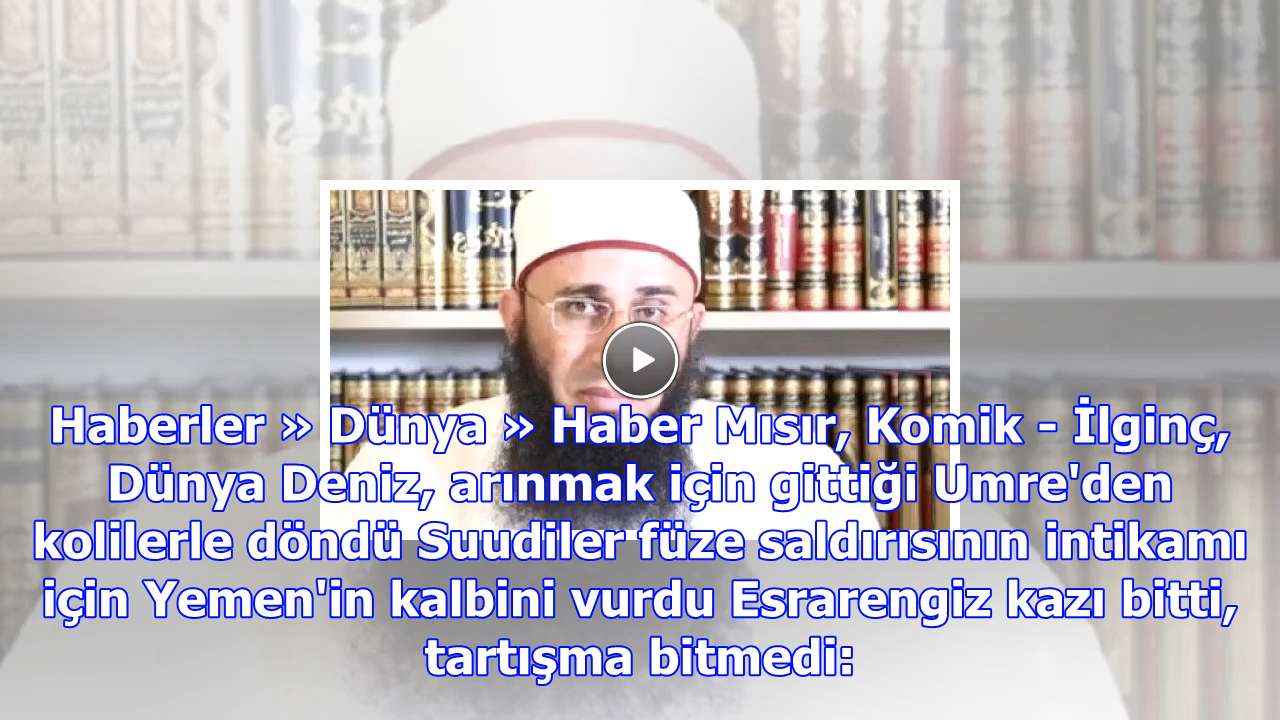 Haberler » Dünya » Haber Mısır, Komik - İlginç,
Dünya Deniz, arınmak için gittiği Umre'den
kolilerle döndü Suudiler füze saldırısının intikamı
için Yemen'in kalbini vurdu Esrarengiz kazı bitti,
tartışma bitmedi: